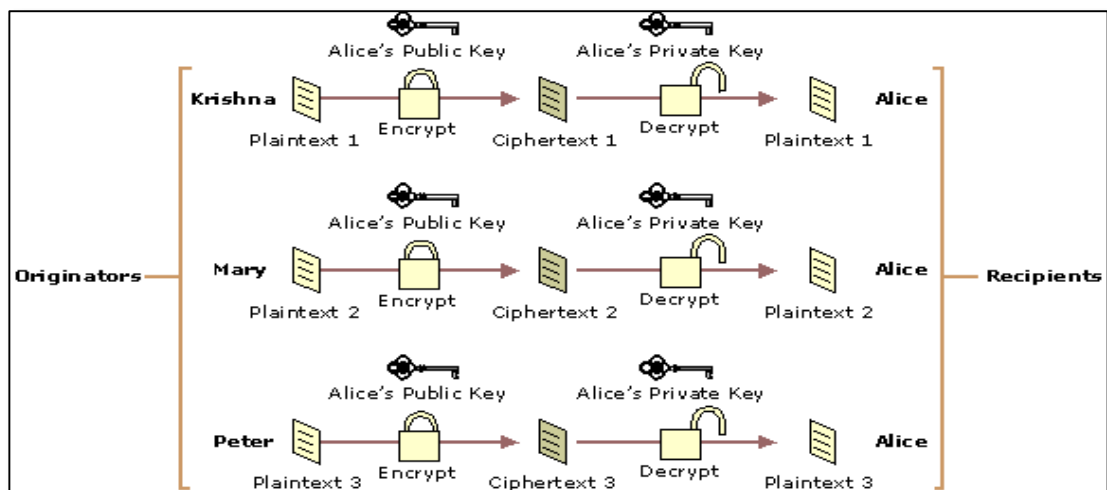 Alice's Public Key Alice's Private Key
Krishna Alice
Encrypt Decrypt
Plaintext 1 Ciphertext 1 Plaintext 1
Alice's Public Key Alice's Private Key
Originators Mary Alice Recipients
Encrypt Decrypt
Plaintext 2 Ciphertext 2 Plaintext 2
Alice's Public Key Alice's Private Key
Peter Alice
Encrypt Decrypt
Plaintext 3 Ciphertext 3 Plaintext 3